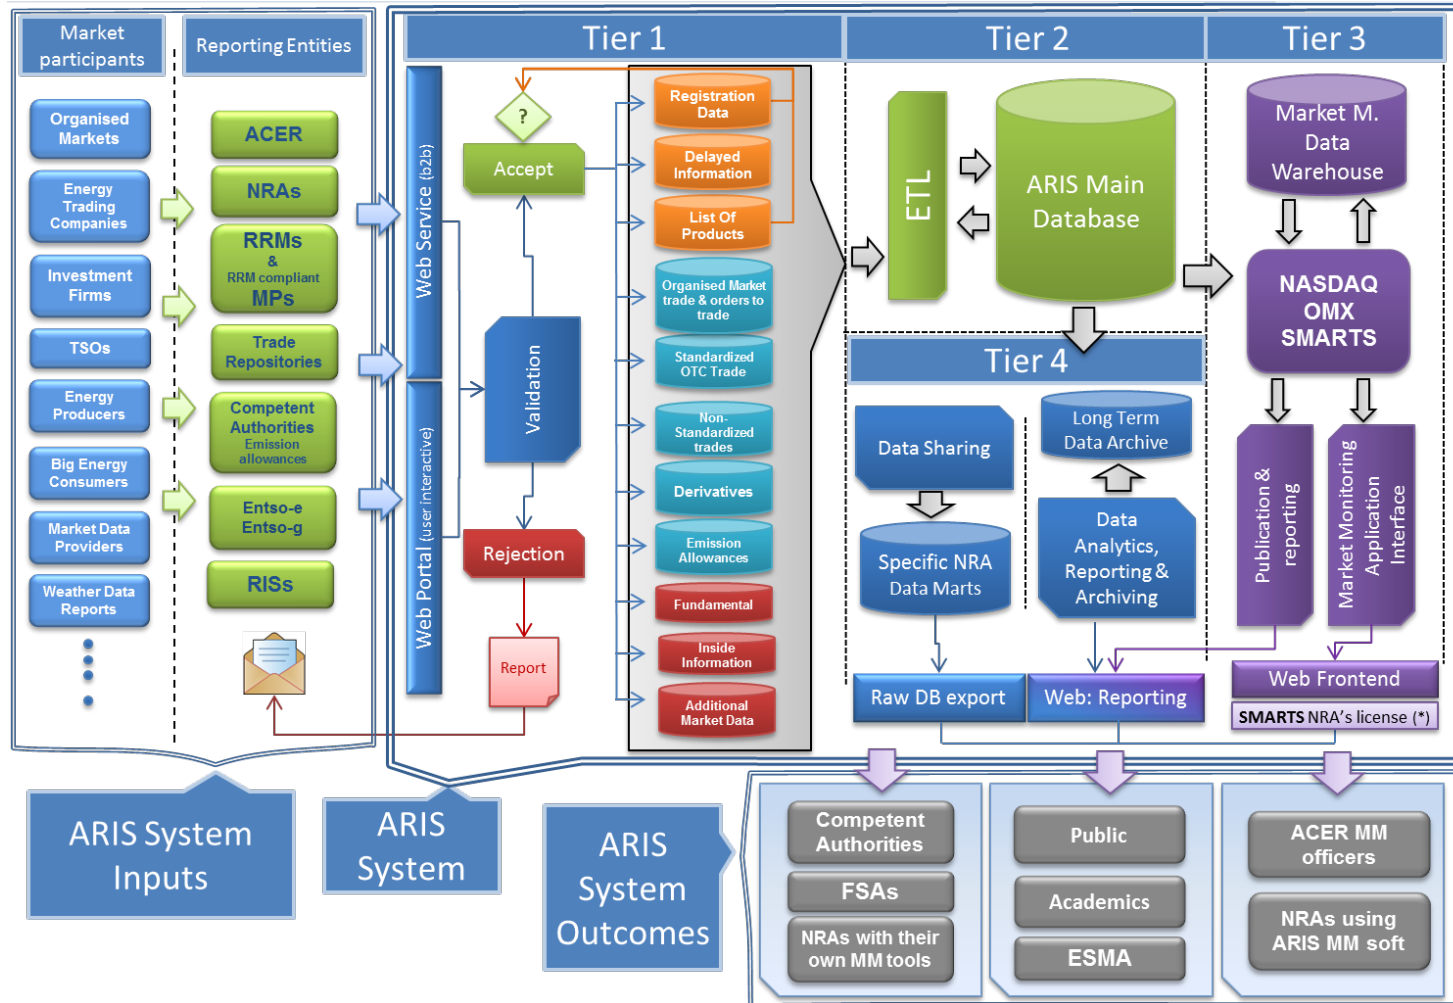 Market
participants
Organised
Markets
Energy
Trading
Companies
Investment
Firms
TSOs
Energy
Producers
Big Energy
Consumers
Market Data
Providers
Weather Data
Reports
Reporting Entities
ACER
NRAs
RRMs
&
RRM compliant
MPs
Trade
Repositories
Competent
Authorities
Emission
allowances
Entso-e
Entso-g
RISs
Tier 1
Web Service (b2b)
Web Portal (user interactive)
?
Accept
Validation
Rejection
Report
Registration
Data
Delayed
Information
List Of
Products
Organised Market
trade & orders to
trade
Standardized
OTC Trade
Non-
Standardized
trades
Derivatives
Emission
Allowances
Fundamental
Inside
Information
Additional
Market Data
Tier 2
ETL
ARIS Main
Database
Tier 4
Data Sharing
Specific NRA
Data Marts
Long Term
Data Archive
Data
Analytics,
Reporting &
Archiving
Raw DB export
Web: Reporting
Tier 3
Market M.
Data
Warehouse
NASDAQ
OMX
SMARTS
Publication &
reporting
Market Monitoring
Application
Interface
Web Frontend
SMARTS NRA's license (*)
ARIS System
Inputs
ARIS
System
ARIS
System
Outcomes
Competent
Authorities
FSAs
NRAs with their
own MM tools
Public
Academics
ESMA
ACER MM
officers
NRAs using
ARIS MM soft